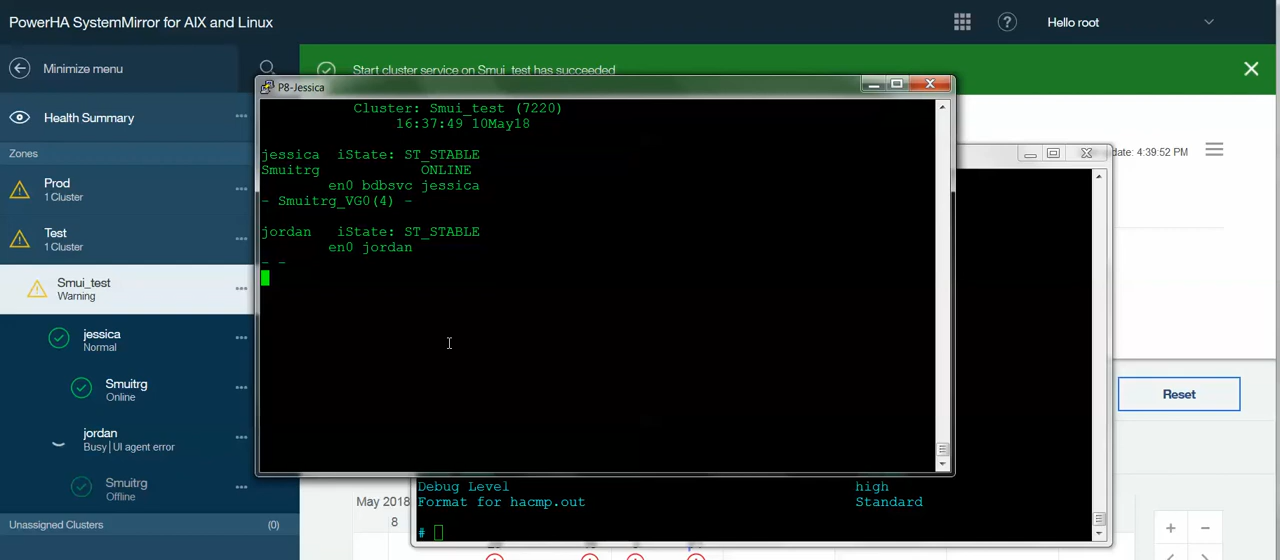 PowerHA SystemMirror for AIX and Linux
Hello root
Minimize menu
Start cluster service on Smui_test has succeeded
Health Summary
Zones
Prod
1 Cluster
Test
1 Cluster
Smui_test
Warning
jessica
Normal
Smuitrg
Online
jordan
Busy | UI agent error
Smuitrg
Offline
Unassigned Clusters (0)
P8-Jessica
Cluster: Smui_test (7220)
16:37:49 10May18
jessica iState: ST_STABLE
Smuitrg ONLINE
en0 bdbsvc jessica
- Smuitrg_VG0(4) -
jordan iState: ST_STABLE
en0 jordan
- -
update: 4:39:52 PM
Reset
Debug Level high
Format for hacmp.out Standard
#
May 2018
8